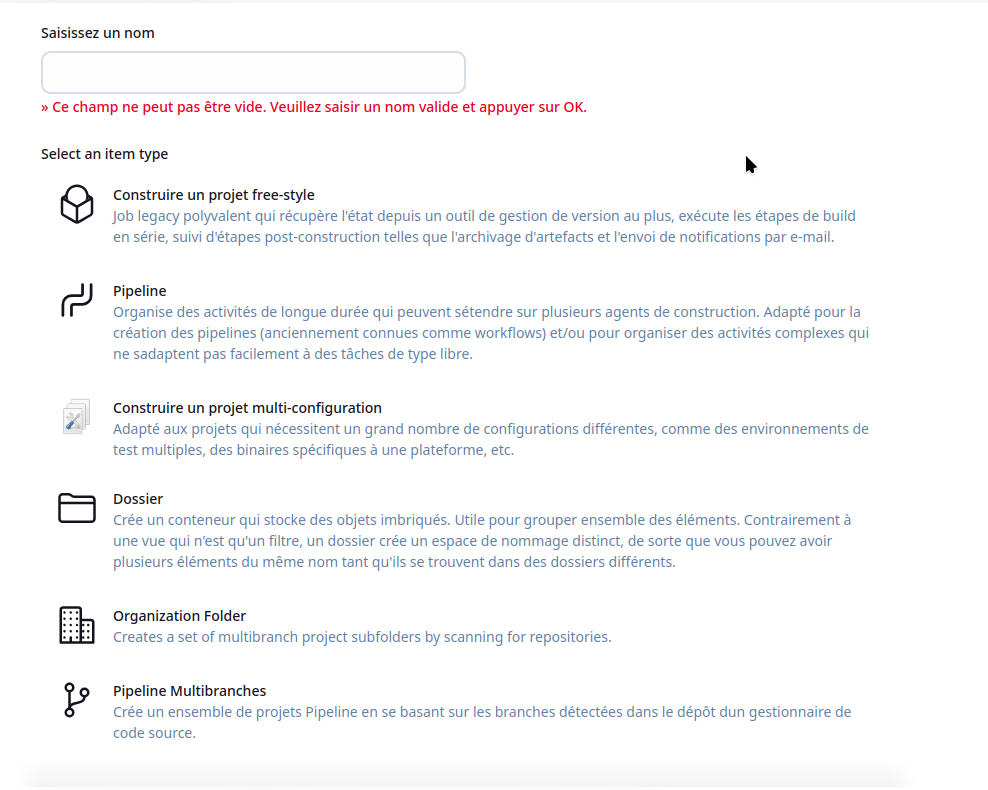 Saisissez un nom
» Ce champ ne peut pas être vide. Veuillez saisir un nom valide et appuyer sur OK.
Select an item type
Construire un projet free-style
Job legacy polyvalent qui récupère l'état depuis un outil de gestion de version au plus, exécute les étapes de build
en série, suivi d'étapes post-construction telles que l'archivage d'artefacts et l'envoi de notifications par e-mail.
Pipeline
Organise des activités de longue durée qui peuvent sétendre sur plusieurs agents de construction. Adapté pour la
création des pipelines (anciennement connues comme workflows) et/ou pour organiser des activités complexes qui
ne sadaptent pas facilement à des tâches de type libre.
Construire un projet multi-configuration
Adapté aux projets qui nécessitent un grand nombre de configurations différentes, comme des environnements de
test multiples, des binaires spécifiques à une plateforme, etc.
Dossier
Crée un conteneur qui stocke des objets imbriqués. Utile pour grouper ensemble des éléments. Contrairement à
une vue qui n'est qu'un filtre, un dossier crée un espace de nommage distinct, de sorte que vous pouvez avoir
plusieurs éléments du même nom tant qu'ils se trouvent dans des dossiers différents.
Organization Folder
Creates a set of multibranch project subfolders by scanning for repositories.
Pipeline Multibranches
Crée un ensemble de projets Pipeline en se basant sur les branches détectées dans le dépôt dun gestionnaire de
code source.